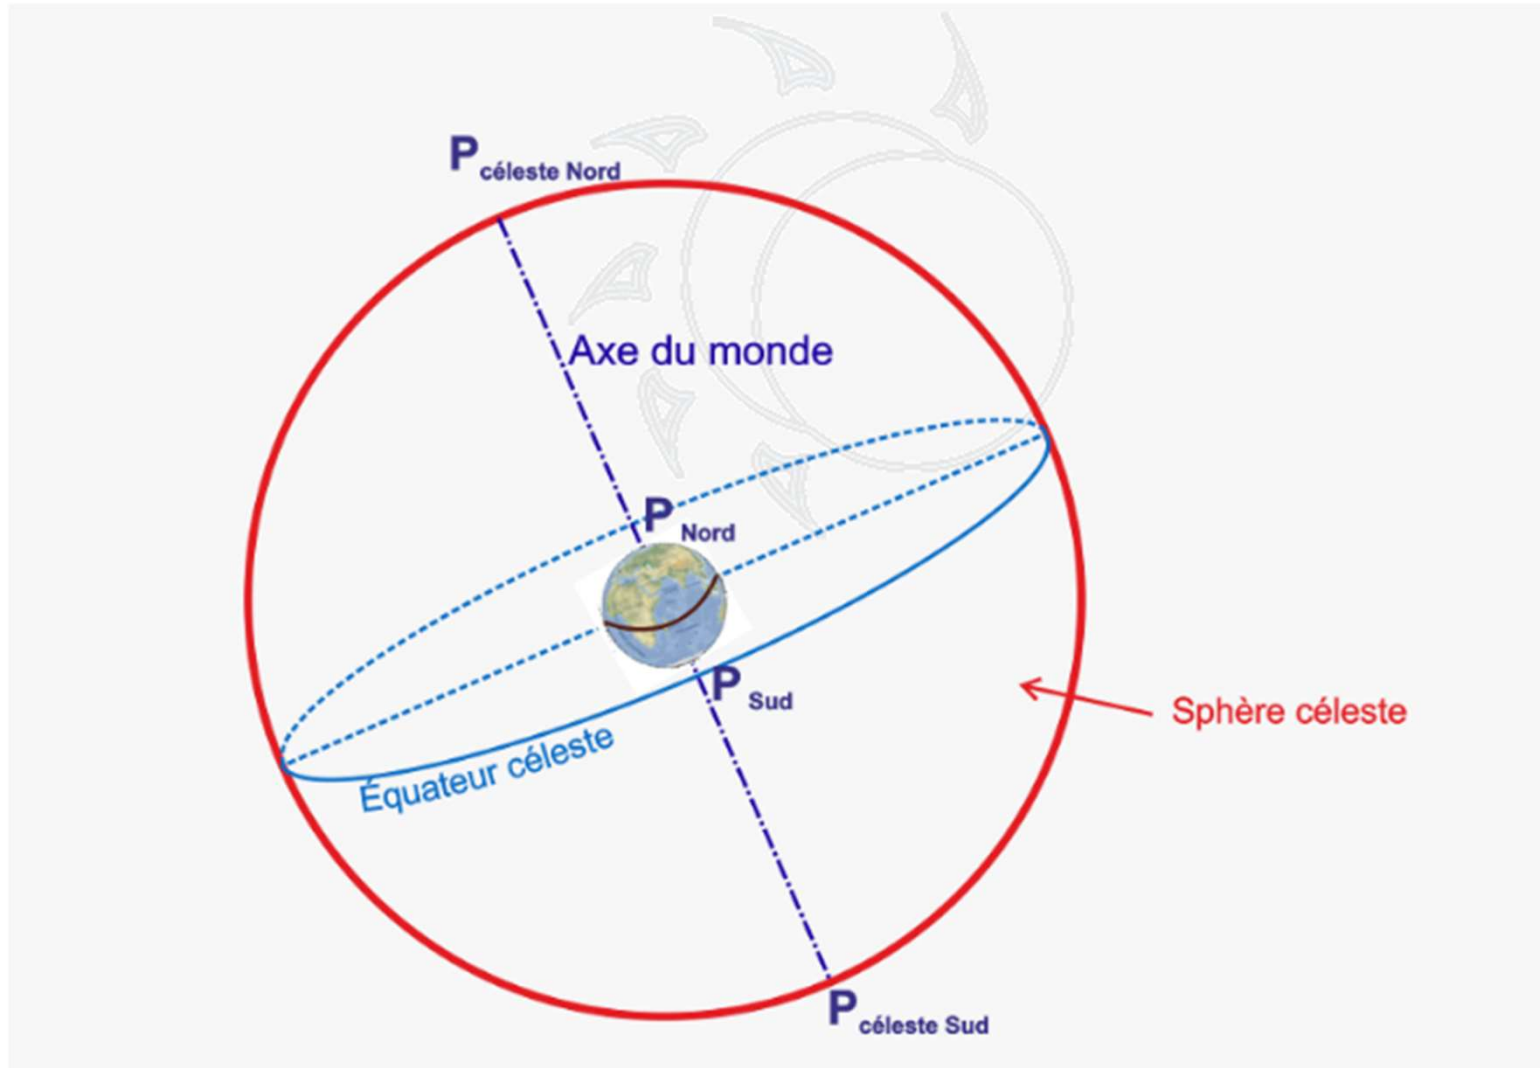 P céleste Nord
Axe du monde
P Nord
P Sud
Sphère céleste
Équateur céleste
P céleste Sud